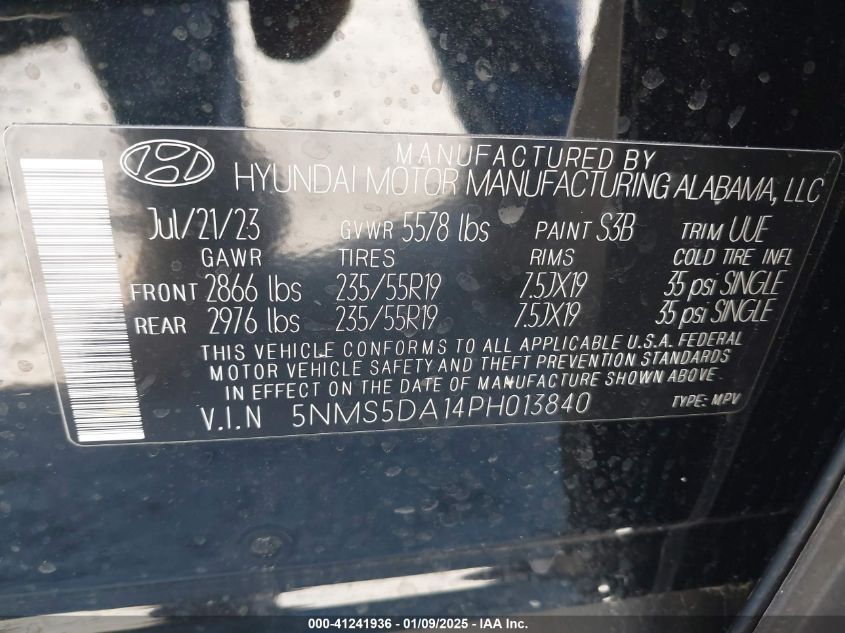 MANUFACTURED BY
HYUNDAI MOTOR MANUFACTURING ALABAMA, LLC
Jul/21/23 GVWR 5578 lbs PAINT S3B TRIM UUE
GAWR TIRES RIMS COLD TIRE INFL
FRONT 2866 lbs 235/55R19 7.5JX19 35 psi SINGLE
REAR 2976 lbs 235/55R19 7.5JX19 35 psi SINGLE
THIS VEHICLE CONFORMS TO ALL APPLICABLE U.S.A. FEDERAL
MOTOR VEHICLE SAFETY AND THEFT PREVENTION STANDARDS
IN EFFECT ON THE DATE OF MANUFACTURE SHOWN ABOVE.
V.I.N 5NMS5DA14PH013840 TYPE: MPV
000-41241936 - 01/09/2025 - IAA Inc.